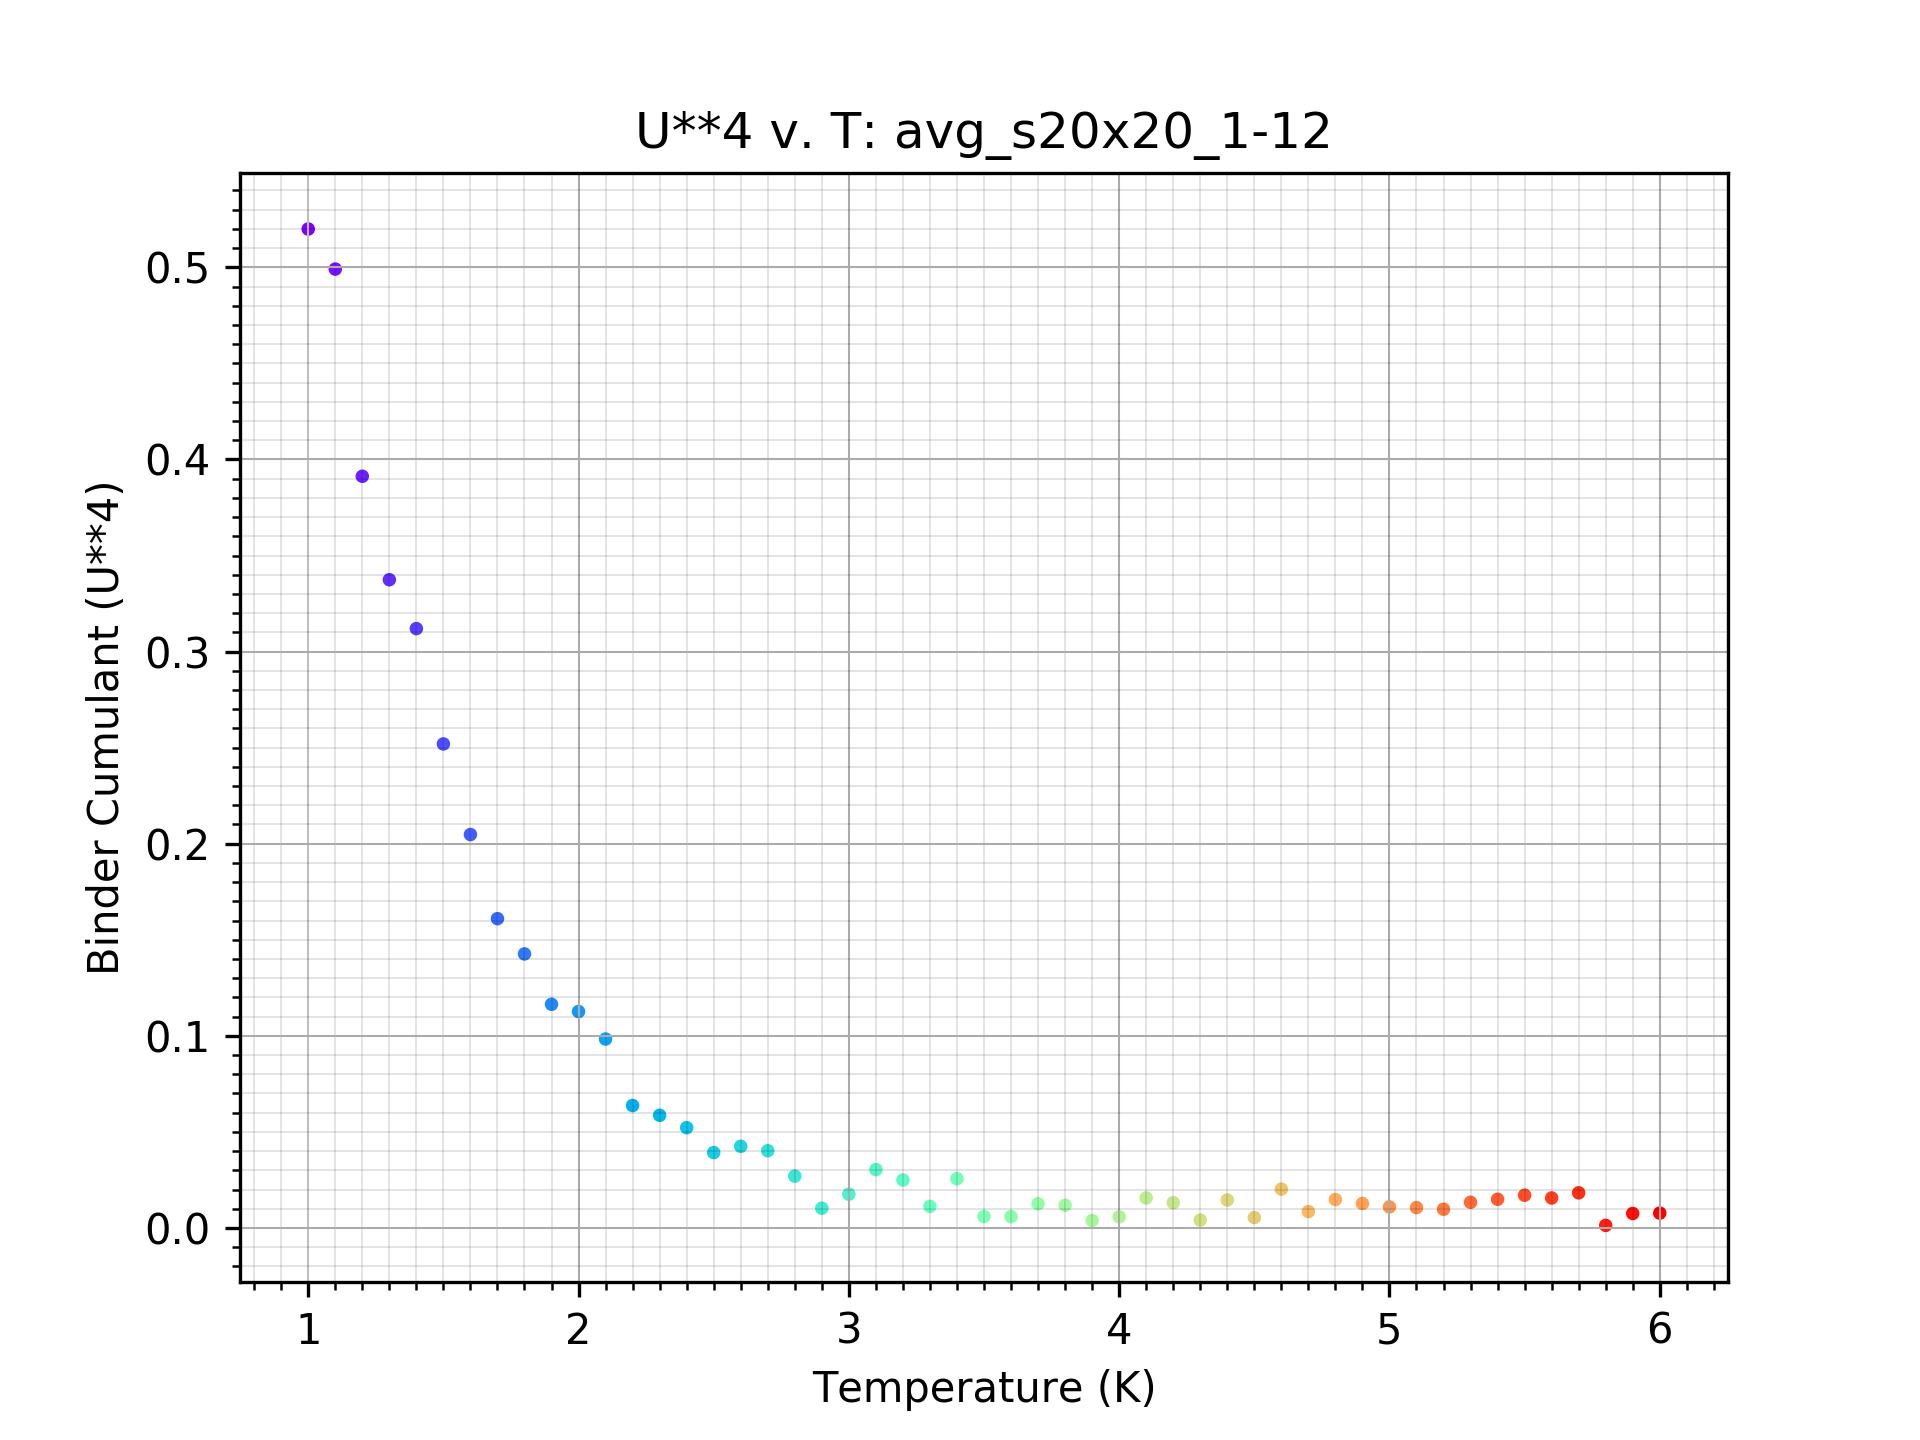 U**4 v. T: avg_s20x20_1-12
Binder Cumulant (U**4)
0.5
0.4
0.3
0.2
0.1
0.0
1 2 3 4 5 6
Temperature (K)